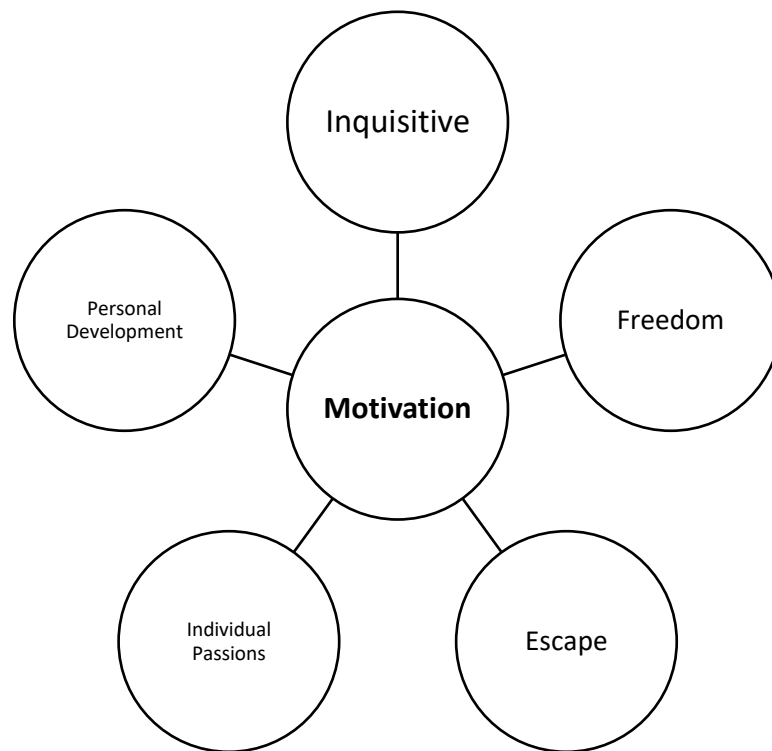 Inquisitive
Personal
Development
Freedom
Motivation
Individual
Passions
Escape